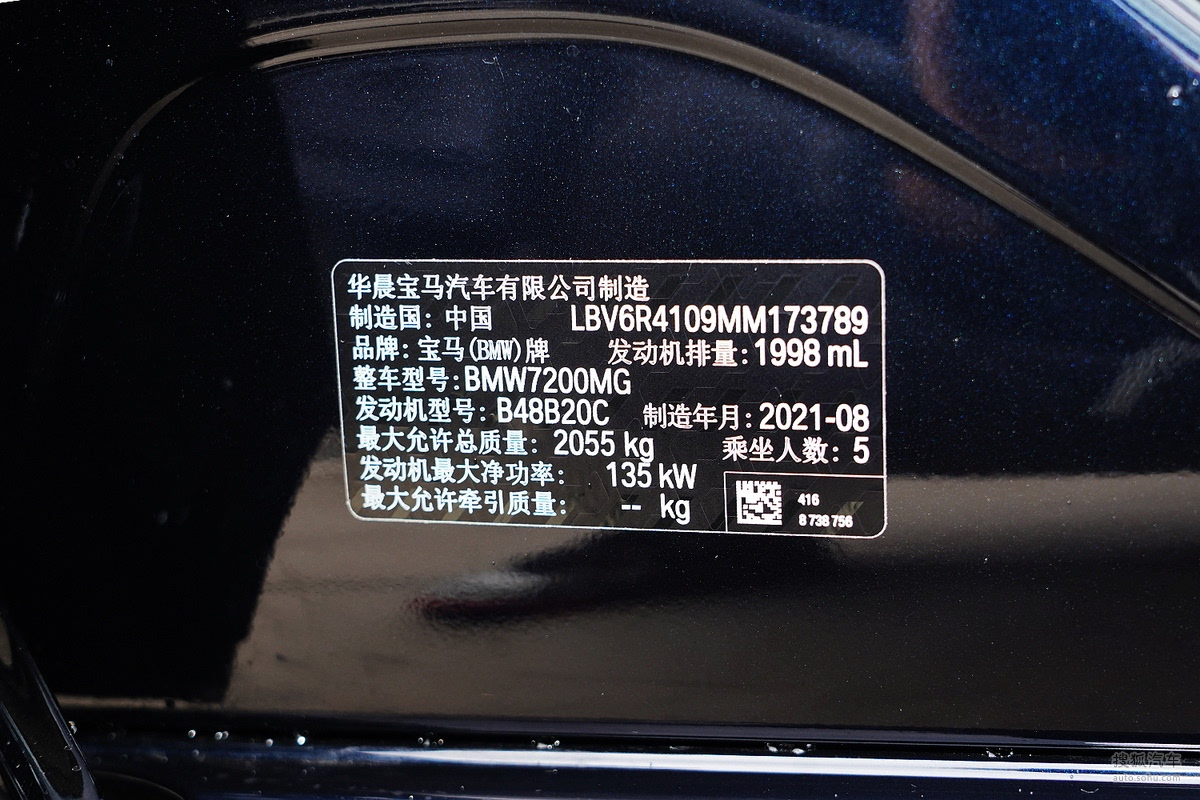 华晨宝马汽车有限公司制造
制造国：中国 LBV6R4109MM173789
品牌：宝马(BMW)牌 发动机排量：1998 mL
整车型号：BMW7200MG
发动机型号：B48B20C 制造年月：2021-08
最大允许总质量：2055 kg 乘坐人数：5
发动机最大净功率：135 kW
最大允许牵引质量：-- kg
416
8 738 756
搜狐汽车
auto.sohu.com